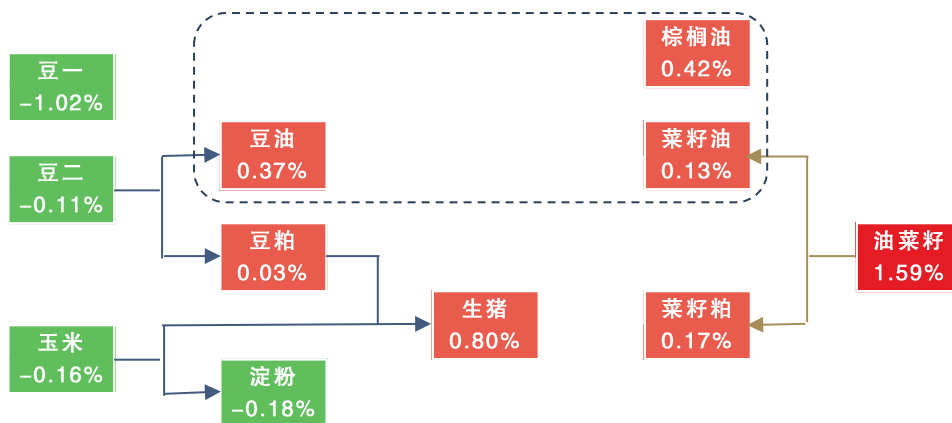 棕榈油
0.42%
豆一
-1.02%
豆油
0.37%
菜籽油
0.13%
豆二
-0.11%
豆粕
0.03%
油菜籽
1.59%
生猪
0.80%
菜籽粕
0.17%
玉米
-0.16%
淀粉
-0.18%